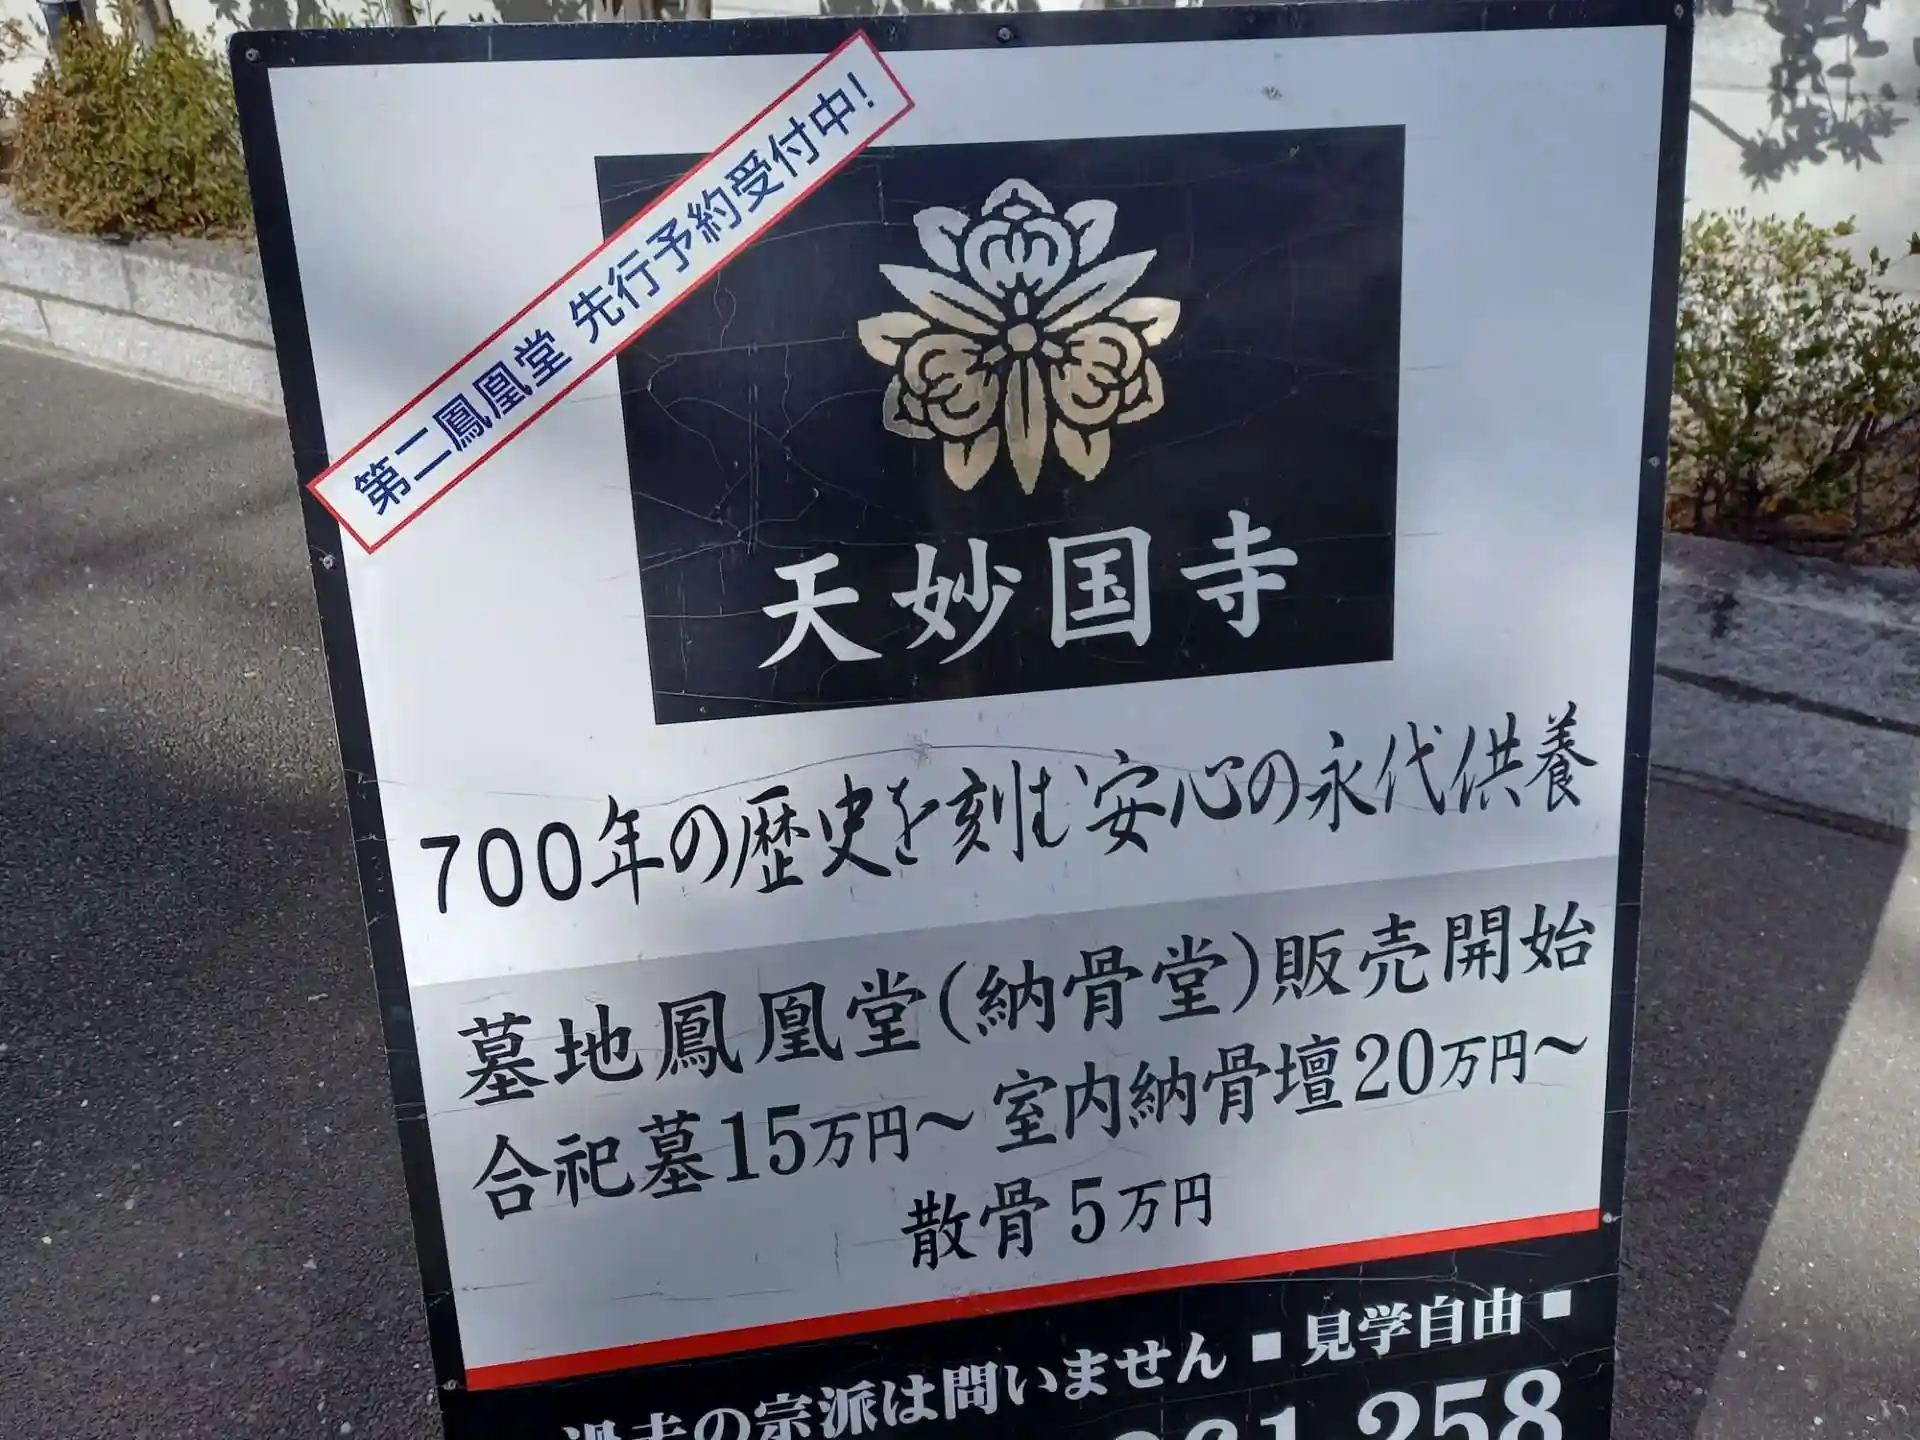 第二鳳凰堂 先行予約受付中!
天妙国寺
700年の歴史を刻む安心の永代供養
墓地鳳凰堂(納骨堂)販売開始
合祀墓15万円〜室内納骨壇20万円〜
散骨5万円
過去の宗派は問いません ■ 見学自由 ■
258